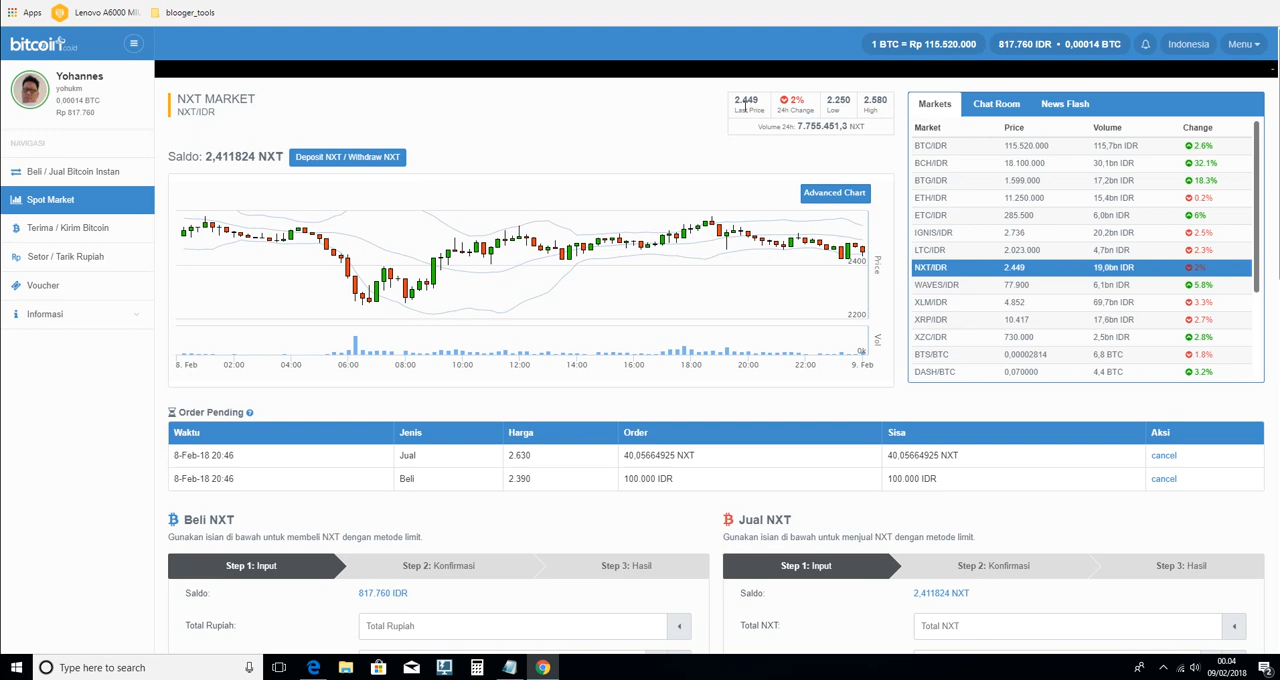 Apps Lenovo A6000 MIU blooger_tools
bitcoin.co.id 1 BTC = Rp 115.520.000 817.760 IDR • 0,00014 BTC Indonesia Menu
Yohannes
yohukm
0,00014 BTC
Rp 817.760
NAVIGASI
Beli / Jual Bitcoin Instan
Spot Market
Terima / Kirim Bitcoin
Setor / Tarik Rupiah
Voucher
Informasi
NXT MARKET
NXT/IDR
2.449 2% 2.250 2.580
Last Price 24h Change Low High
Volume 24h: 7.755.451,3 NXT
Saldo: 2,411824 NXT Deposit NXT / Withdraw NXT
Advanced Chart
2400
Price
2200
Vol
0k
8. Feb 02:00 04:00 06:00 08:00 10:00 12:00 14:00 16:00 18:00 20:00 22:00 9. Feb
Markets Chat Room News Flash
Market Price Volume Change
BTC/IDR 115.520.000 115,7bn IDR 2.6%
BCH/IDR 18.100.000 30,1bn IDR 32.1%
BTG/IDR 1.599.000 17,2bn IDR 18.3%
ETH/IDR 11.250.000 15,4bn IDR 0.2%
ETC/IDR 285.500 6,0bn IDR 6%
IGNIS/IDR 2.736 20,2bn IDR 2.5%
LTC/IDR 2.023.000 4,7bn IDR 2.3%
NXT/IDR 2.449 19,0bn IDR 2%
WAVES/IDR 77.900 6,1bn IDR 5.8%
XLM/IDR 4.852 69,7bn IDR 3.3%
XRP/IDR 10.417 17,6bn IDR 2.7%
XZC/IDR 730.000 2,5bn IDR 2.8%
BTS/BTC 0,00002814 6,8 BTC 1.8%
DASH/BTC 0,070000 4,4 BTC 3.2%
Order Pending ?
Waktu Jenis Harga Order Sisa Aksi
8-Feb-18 20:46 Jual 2.630 40,05664925 NXT 40,05664925 NXT cancel
8-Feb-18 20:46 Beli 2.390 100.000 IDR 100.000 IDR cancel
Beli NXT
Gunakan isian di bawah untuk membeli NXT dengan metode limit.
Step 1: Input Step 2: Konfirmasi Step 3: Hasil
Saldo: 817.760 IDR
Total Rupiah: Total Rupiah
Jual NXT
Gunakan isian di bawah untuk menjual NXT dengan metode limit.
Step 1: Input Step 2: Konfirmasi Step 3: Hasil
Saldo: 2,411824 NXT
Total NXT: Total NXT
Type here to search
00.04
09/02/2018
2